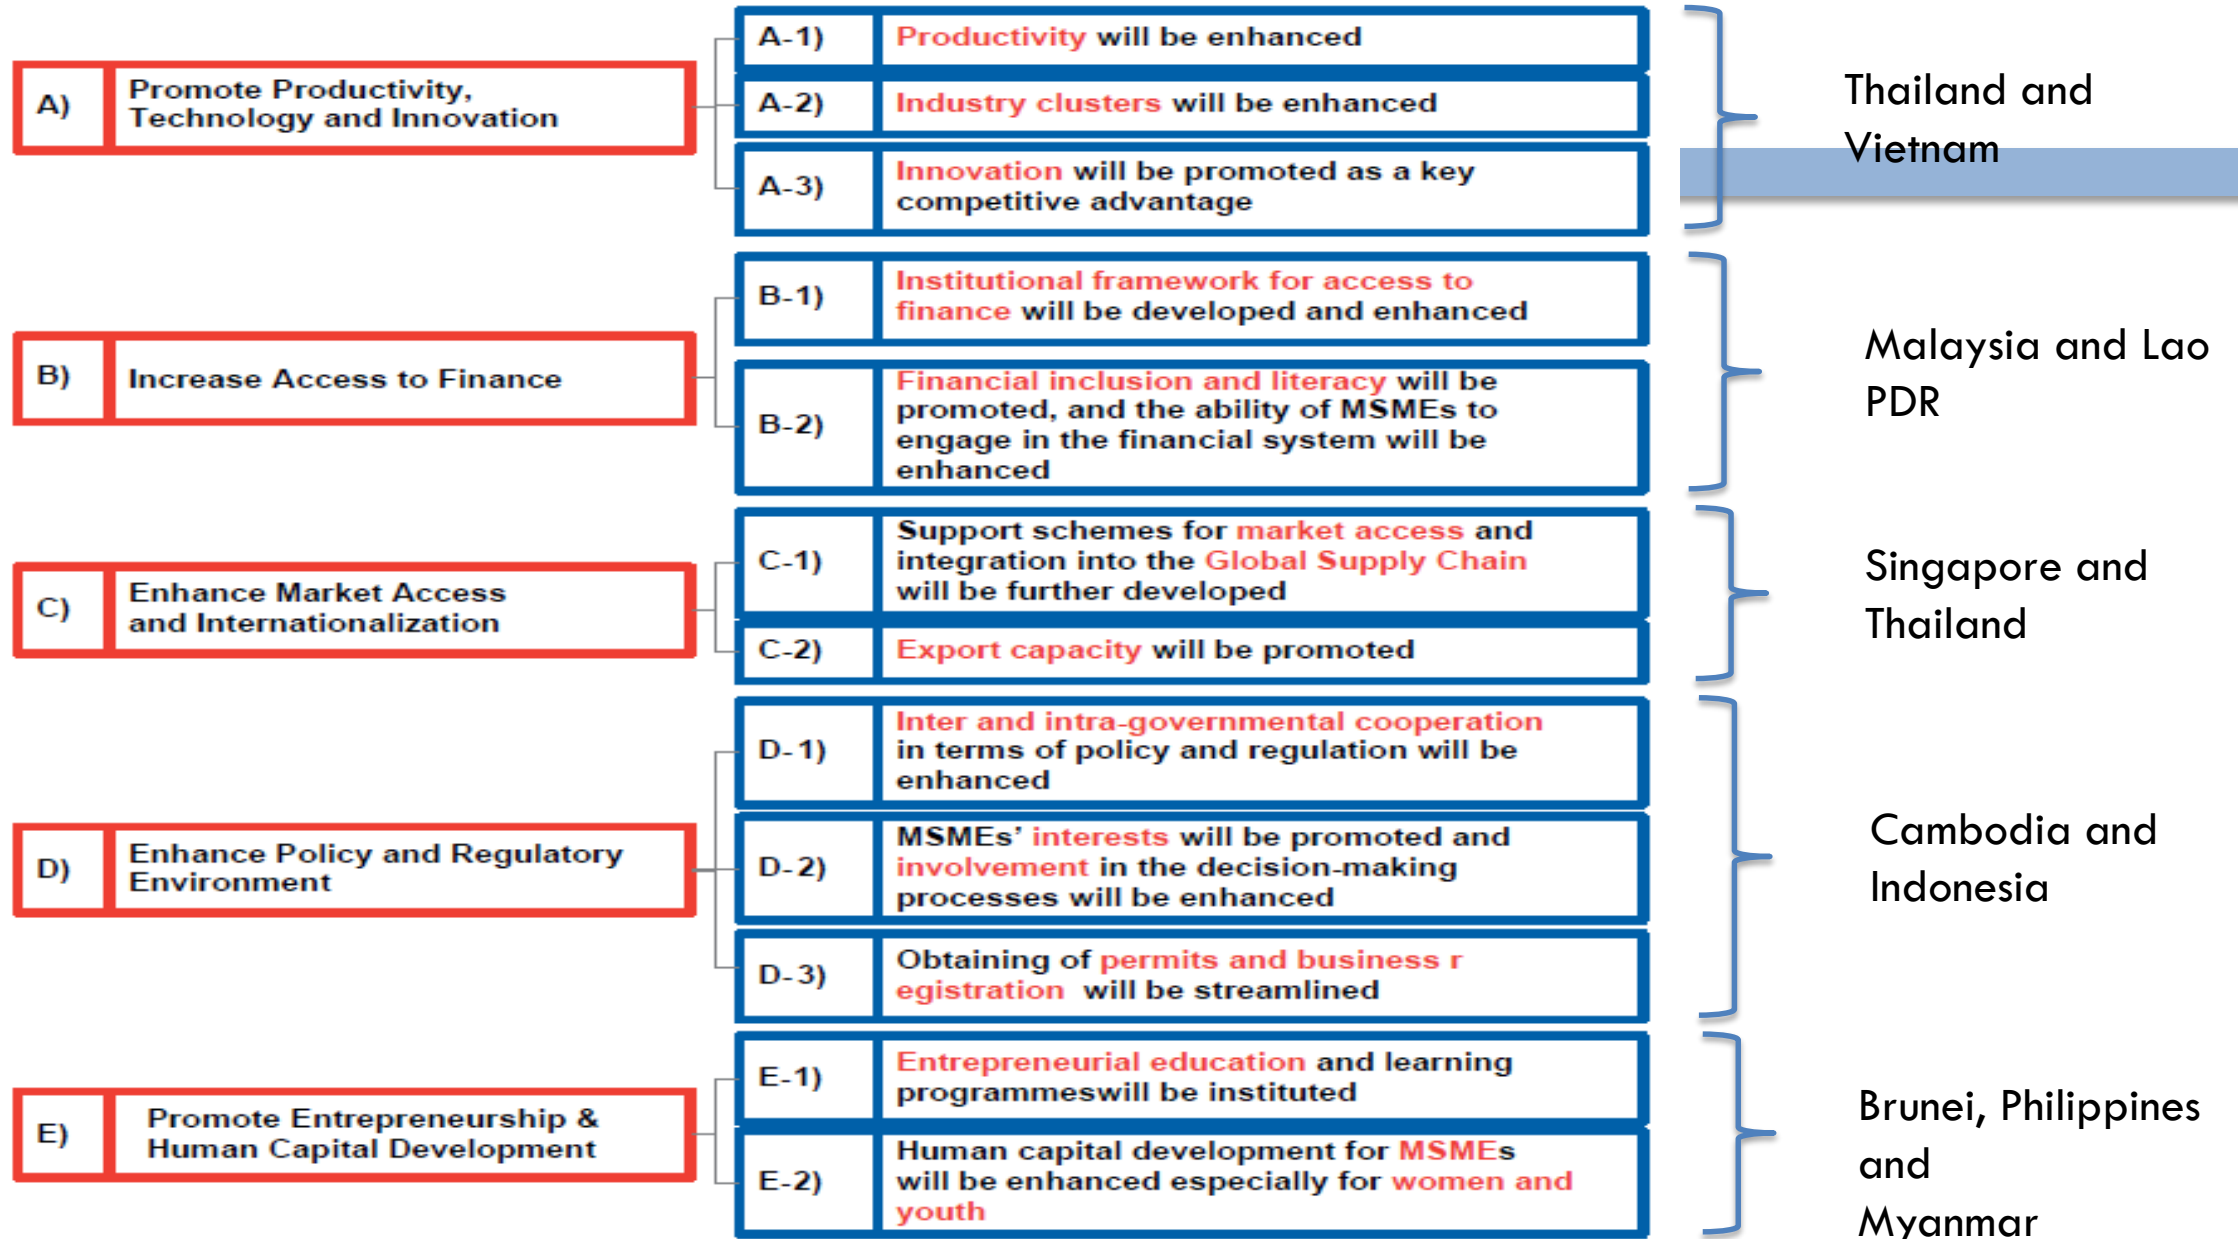 A)
Promote Productivity,
Technology and Innovation
A-1)
Productivity will be enhanced
A-2)
Industry clusters will be enhanced
A-3)
Innovation will be promoted as a key
competitive advantage
Thailand and
Vietnam
B)
Increase Access to Finance
B-1)
Institutional framework for access to
finance will be developed and enhanced
B-2)
Financial inclusion and literacy will be
promoted, and the ability of MSMEs to
engage in the financial system will be
enhanced
Malaysia and Lao
PDR
C)
Enhance Market Access
and Internationalization
C-1)
Support schemes for market access and
integration into the Global Supply Chain
will be further developed
C-2)
Export capacity will be promoted
Singapore and
Thailand
D)
Enhance Policy and Regulatory
Environment
D-1)
Inter and intra-governmental cooperation
in terms of policy and regulation will be
enhanced
D-2)
MSMEs’ interests will be promoted and
involvement in the decision-making
processes will be enhanced
D-3)
Obtaining of permits and business r
egistration will be streamlined
Cambodia and
Indonesia
E)
Promote Entrepreneurship &
Human Capital Development
E-1)
Entrepreneurial education and learning
programmeswill be instituted
E-2)
Human capital development for MSMEs
will be enhanced especially for women and
youth
Brunei, Philippines
and
Myanmar